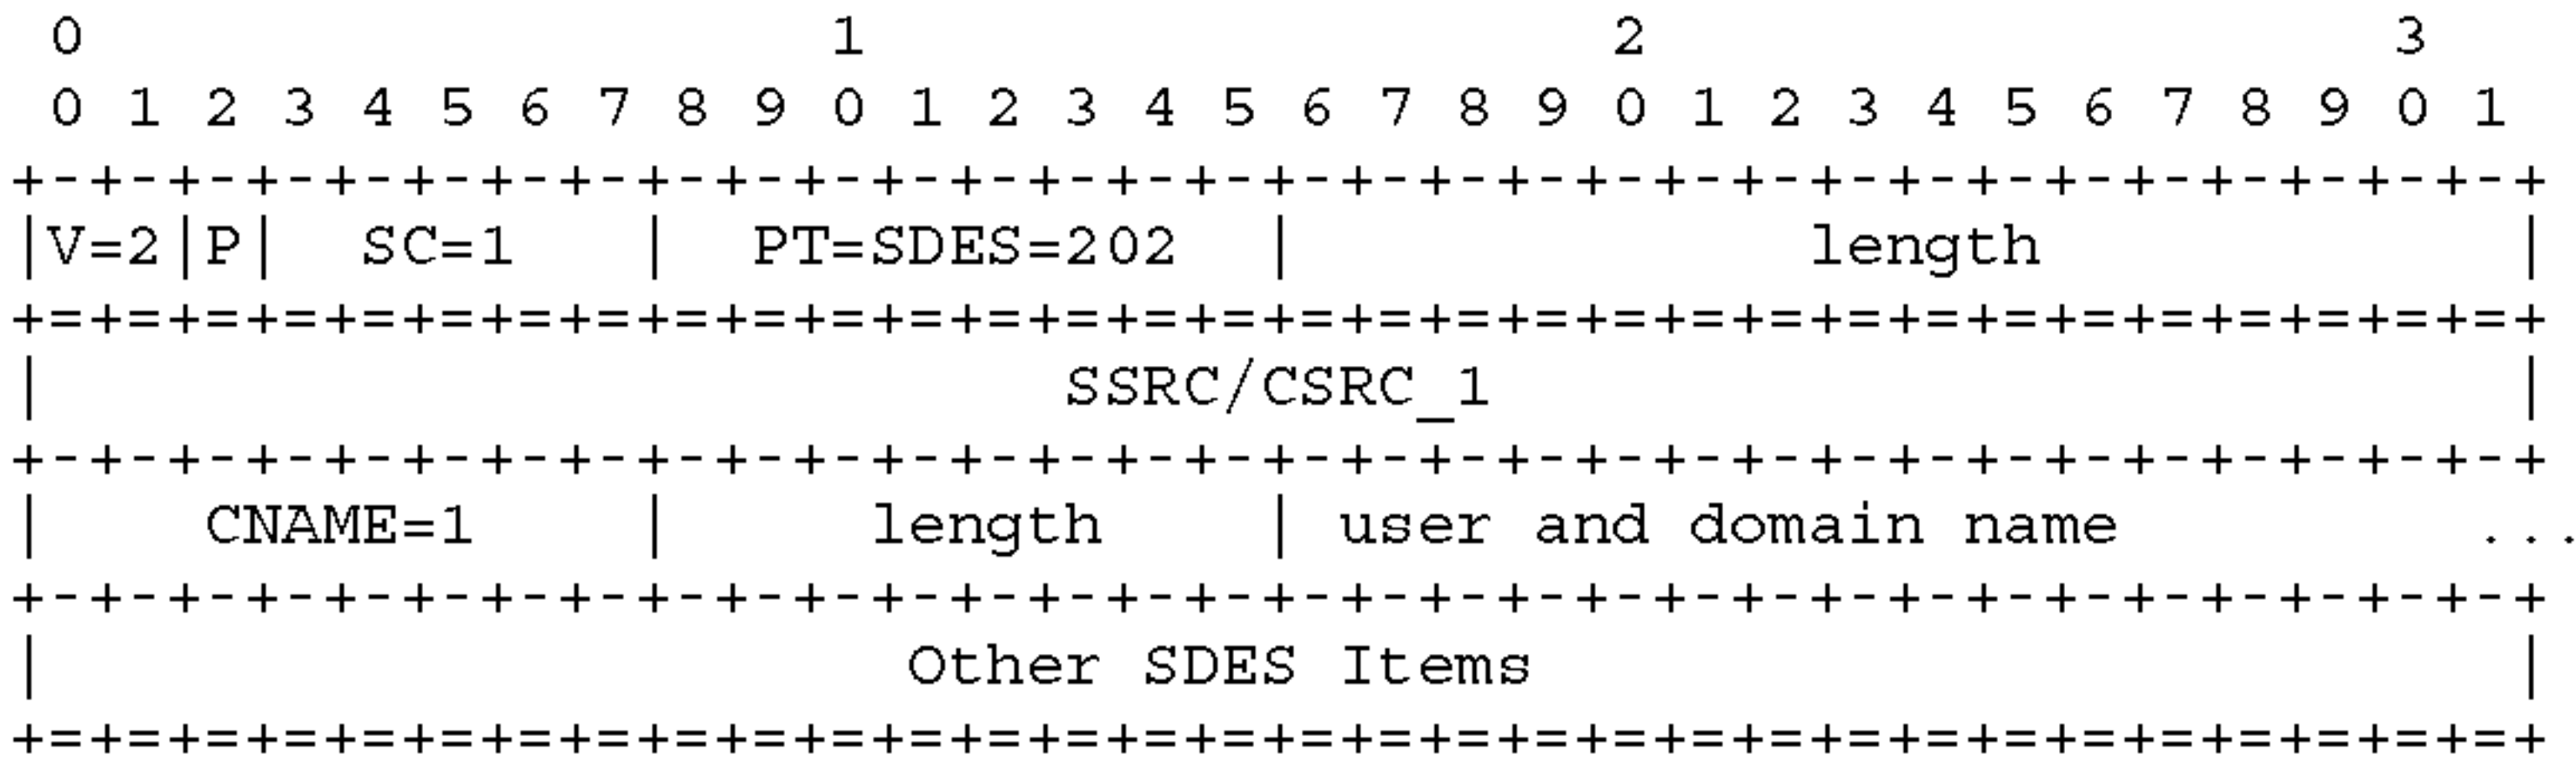 0                   1                   2                   3
 0 1 2 3 4 5 6 7 8 9 0 1 2 3 4 5 6 7 8 9 0 1 2 3 4 5 6 7 8 9 0 1
+-+-+-+-+-+-+-+-+-+-+-+-+-+-+-+-+-+-+-+-+-+-+-+-+-+-+-+-+-+-+-+-+
|V=2|P|  SC=1   |  PT=SDES=202  |             length            |
+=+=+=+=+=+=+=+=+=+=+=+=+=+=+=+=+=+=+=+=+=+=+=+=+=+=+=+=+=+=+=+=+
|                          SSRC/CSRC_1                          |
+-+-+-+-+-+-+-+-+-+-+-+-+-+-+-+-+-+-+-+-+-+-+-+-+-+-+-+-+-+-+-+-+
|    CNAME=1    |     length    | user and domain name         ...
+-+-+-+-+-+-+-+-+-+-+-+-+-+-+-+-+-+-+-+-+-+-+-+-+-+-+-+-+-+-+-+-+
|                      Other SDES Items                         |
+=+=+=+=+=+=+=+=+=+=+=+=+=+=+=+=+=+=+=+=+=+=+=+=+=+=+=+=+=+=+=+=+